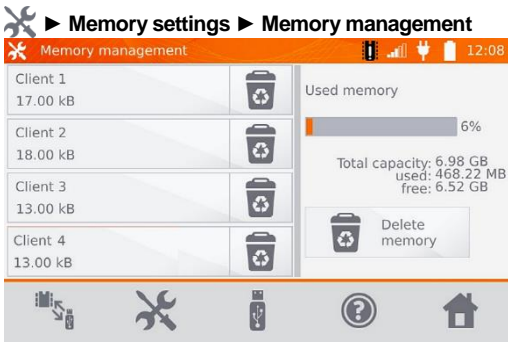 ► Memory settings ► Memory management
Memory management 12:08
Client 1
17.00 kB
Client 2
18.00 kB
Client 3
13.00 kB
Client 4
13.00 kB
Used memory
6%
Total capacity: 6.98 GB
used: 468.22 MB
free: 6.52 GB
Delete
memory